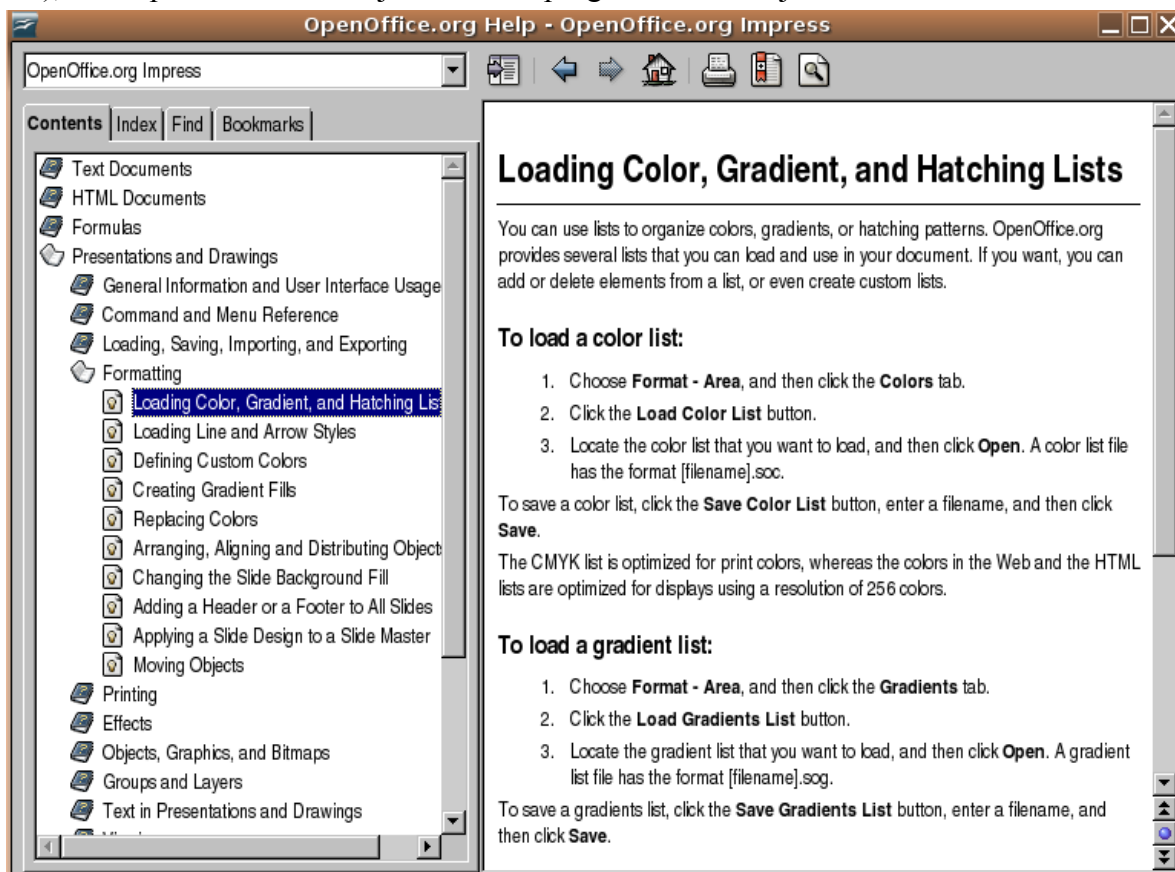 OpenOffice.org Help - OpenOffice.org Impress
OpenOffice.org Impress
Contents Index Find Bookmarks
Text Documents
HTML Documents
Formulas
Presentations and Drawings
General Information and User Interface Usage
Command and Menu Reference
Loading, Saving, Importing, and Exporting
Formatting
Loading Color, Gradient, and Hatching Lis
Loading Line and Arrow Styles
Defining Custom Colors
Creating Gradient Fills
Replacing Colors
Arranging, Aligning and Distributing Object
Changing the Slide Background Fill
Adding a Header or a Footer to All Slides
Applying a Slide Design to a Slide Master
Moving Objects
Printing
Effects
Objects, Graphics, and Bitmaps
Groups and Layers
Text in Presentations and Drawings
Loading Color, Gradient, and Hatching Lists
You can use lists to organize colors, gradients, or hatching patterns. OpenOffice.org
provides several lists that you can load and use in your document. If you want, you can
add or delete elements from a list, or even create custom lists.
To load a color list:
1. Choose Format - Area, and then click the Colors tab.
2. Click the Load Color List button.
3. Locate the color list that you want to load, and then click Open. A color list file
has the format [filename].soc.
To save a color list, click the Save Color List button, enter a filename, and then click
Save.
The CMYK list is optimized for print colors, whereas the colors in the Web and the HTML
lists are optimized for displays using a resolution of 256 colors.
To load a gradient list:
1. Choose Format - Area, and then click the Gradients tab.
2. Click the Load Gradients List button.
3. Locate the gradient list that you want to load, and then click Open. A gradient
list file has the format [filename].sog.
To save a gradients list, click the Save Gradients List button, enter a filename, and
then click Save.